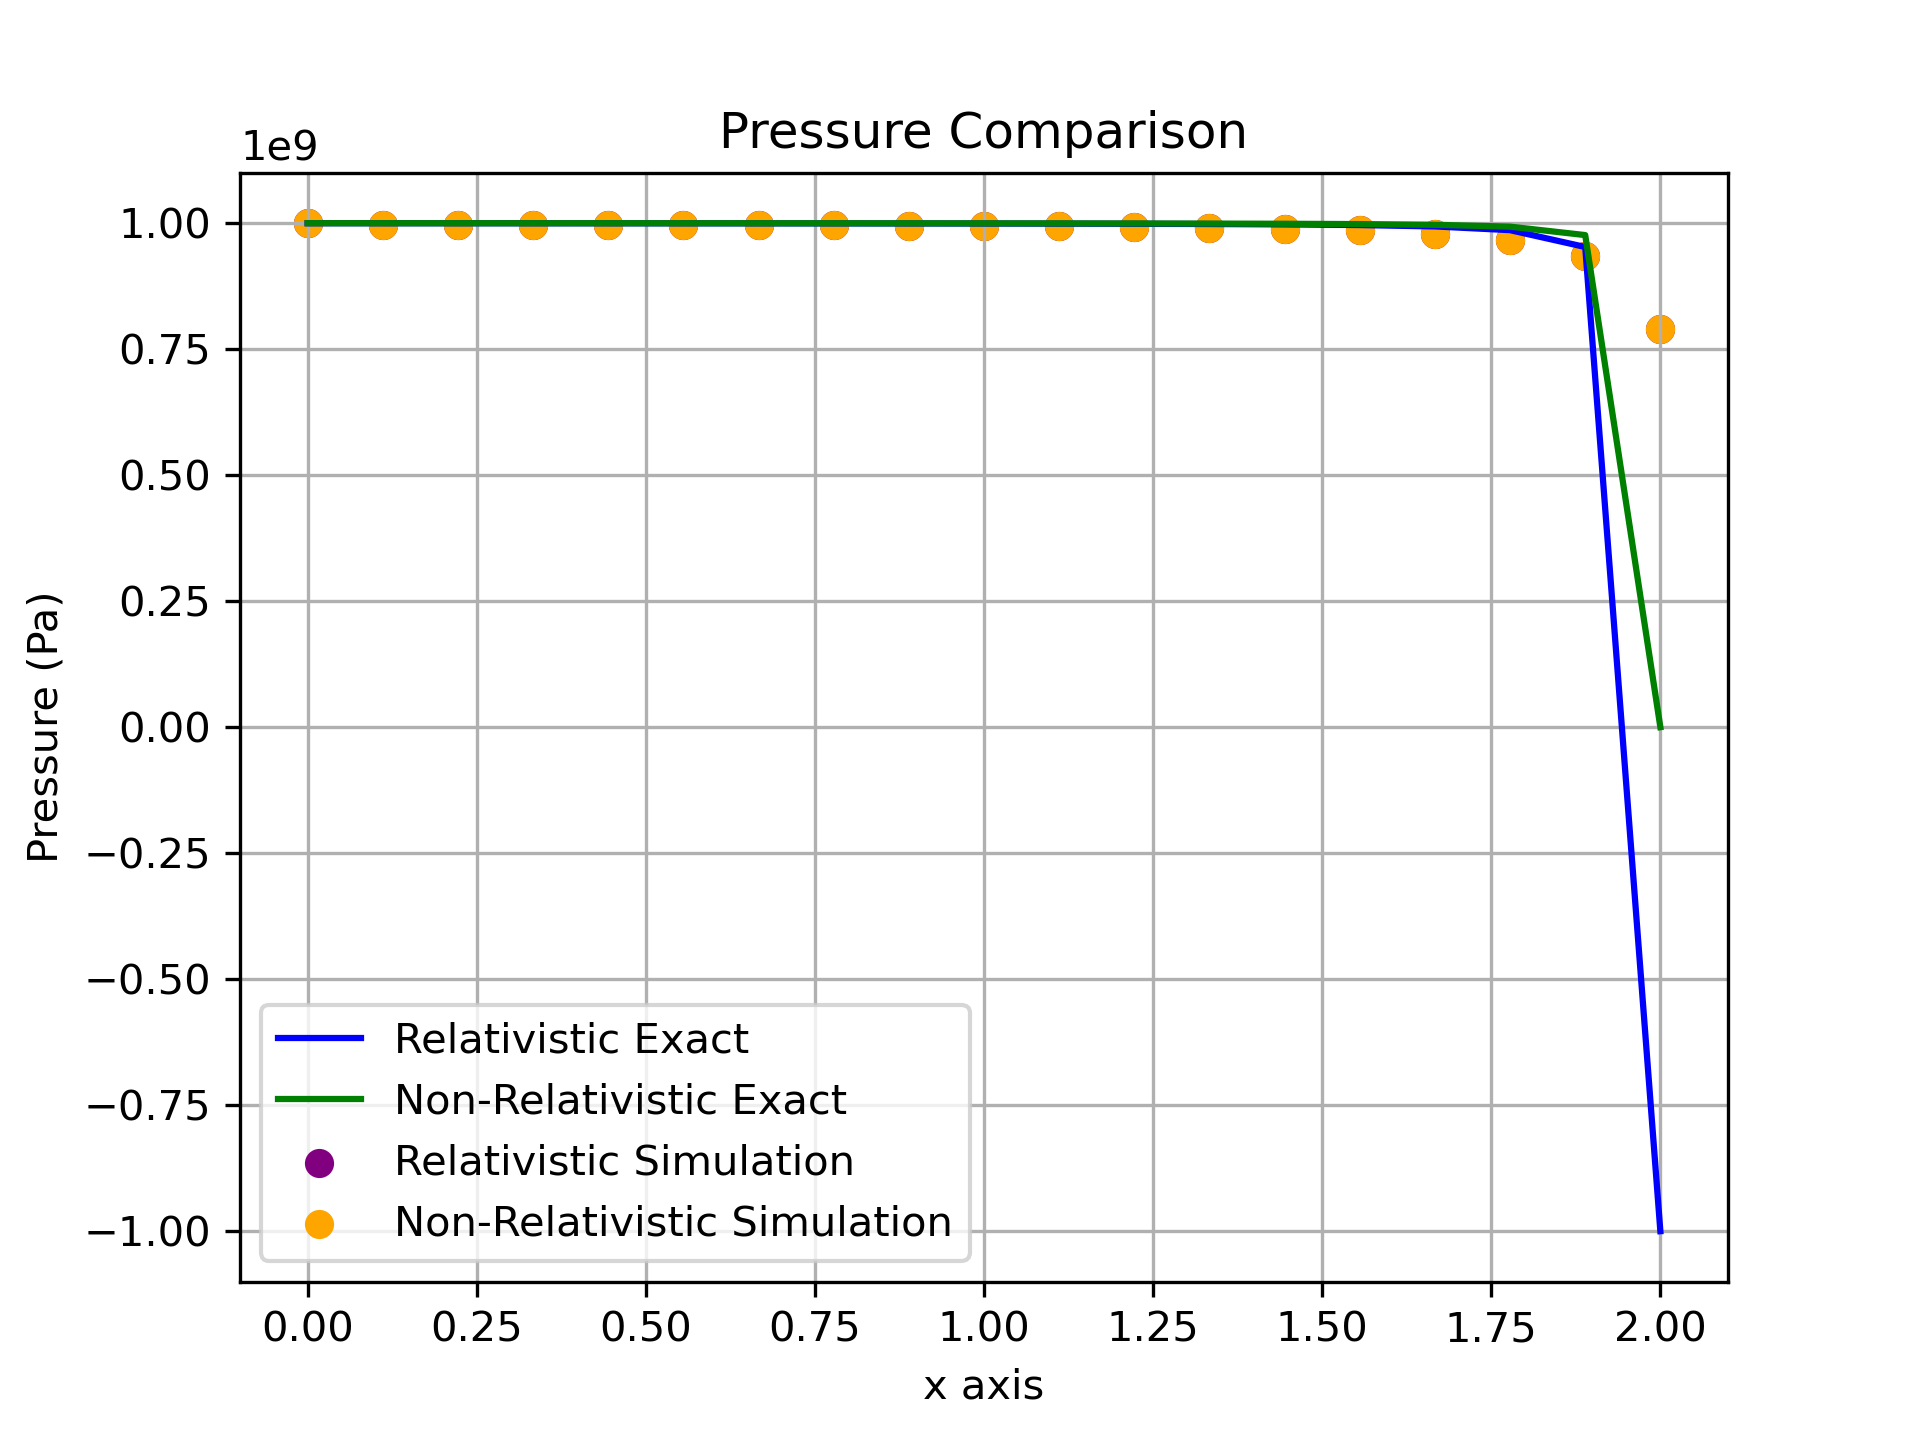 Pressure Comparison
1e9
1.00
0.75
0.50
0.25
0.00
−0.25
−0.50
−0.75
−1.00
Pressure (Pa)
Relativistic Exact
Non-Relativistic Exact
Relativistic Simulation
Non-Relativistic Simulation
0.00 0.25 0.50 0.75 1.00 1.25 1.50 1.75 2.00
x axis